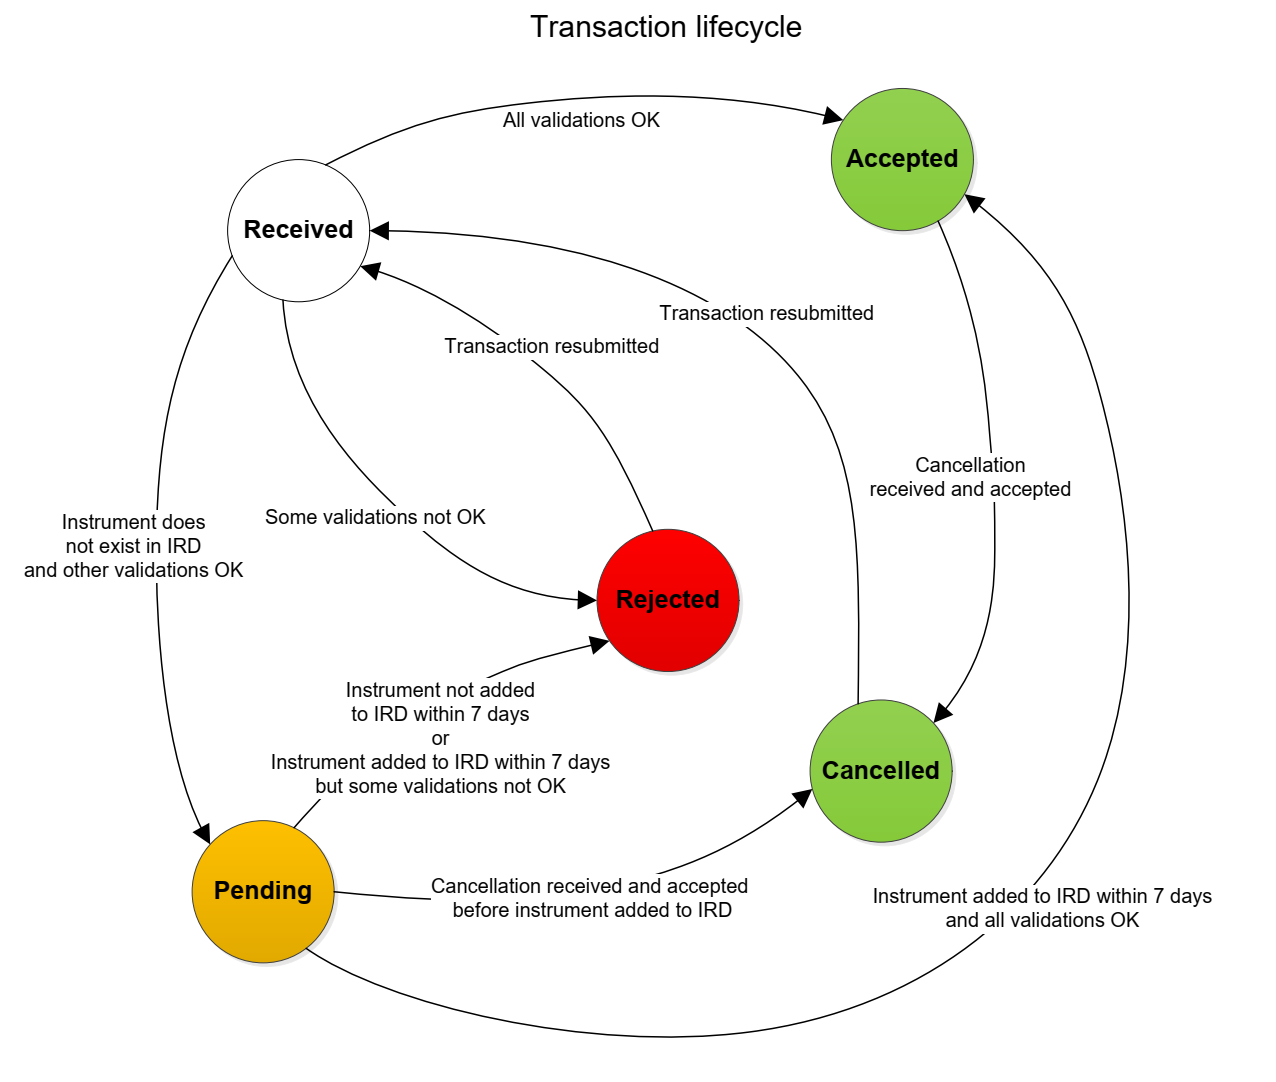 Transaction lifecycle
All validations OK
Accepted
Received
Transaction resubmitted
Transaction resubmitted
Cancellation
received and accepted
Some validations not OK
Instrument does
not exist in IRD
and other validations OK
Rejected
Instrument not added
to IRD within 7 days
or
Instrument added to IRD within 7 days
but some validations not OK
Cancelled
Pending
Cancellation received and accepted
before instrument added to IRD
Instrument added to IRD within 7 days
and all validations OK